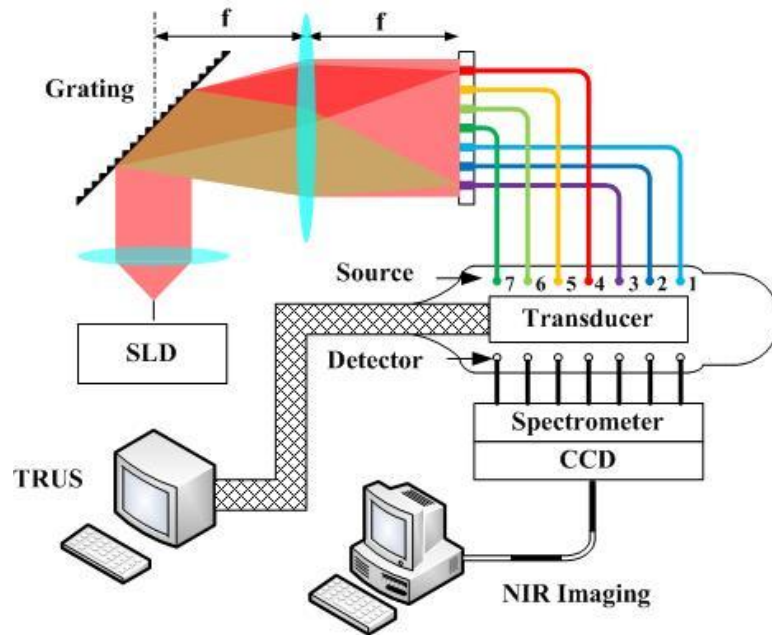 f
f
Grating
Source
7 6 5 4 3 2 1
Transducer
SLD
Detector
Spectrometer
CCD
TRUS
NIR Imaging